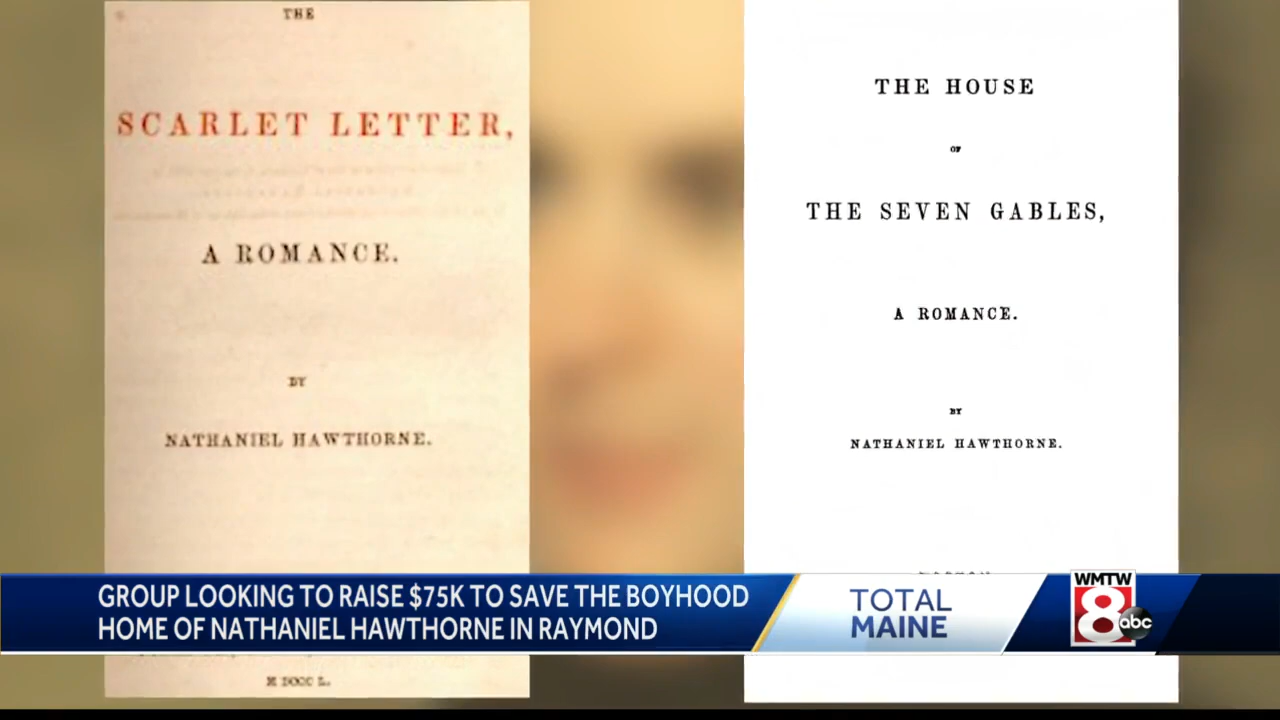 THE
SCARLET LETTER,
A ROMANCE.
BY
NATHANIEL HAWTHORNE.
M DCCC L.
THE HOUSE
OF
THE SEVEN GABLES,
A ROMANCE.
BY
NATHANIEL HAWTHORNE.
GROUP LOOKING TO RAISE $75K TO SAVE THE BOYHOOD
HOME OF NATHANIEL HAWTHORNE IN RAYMOND
TOTAL
MAINE
WMTW
8
abc